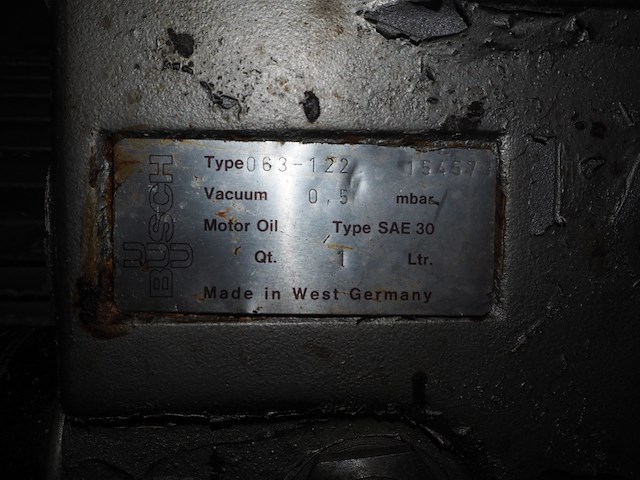 BUSCH
Type 063-122 154573
Vacuum 0,5 mbar
Motor Oil Type SAE 30
Qt. 1 Ltr.
Made in West Germany